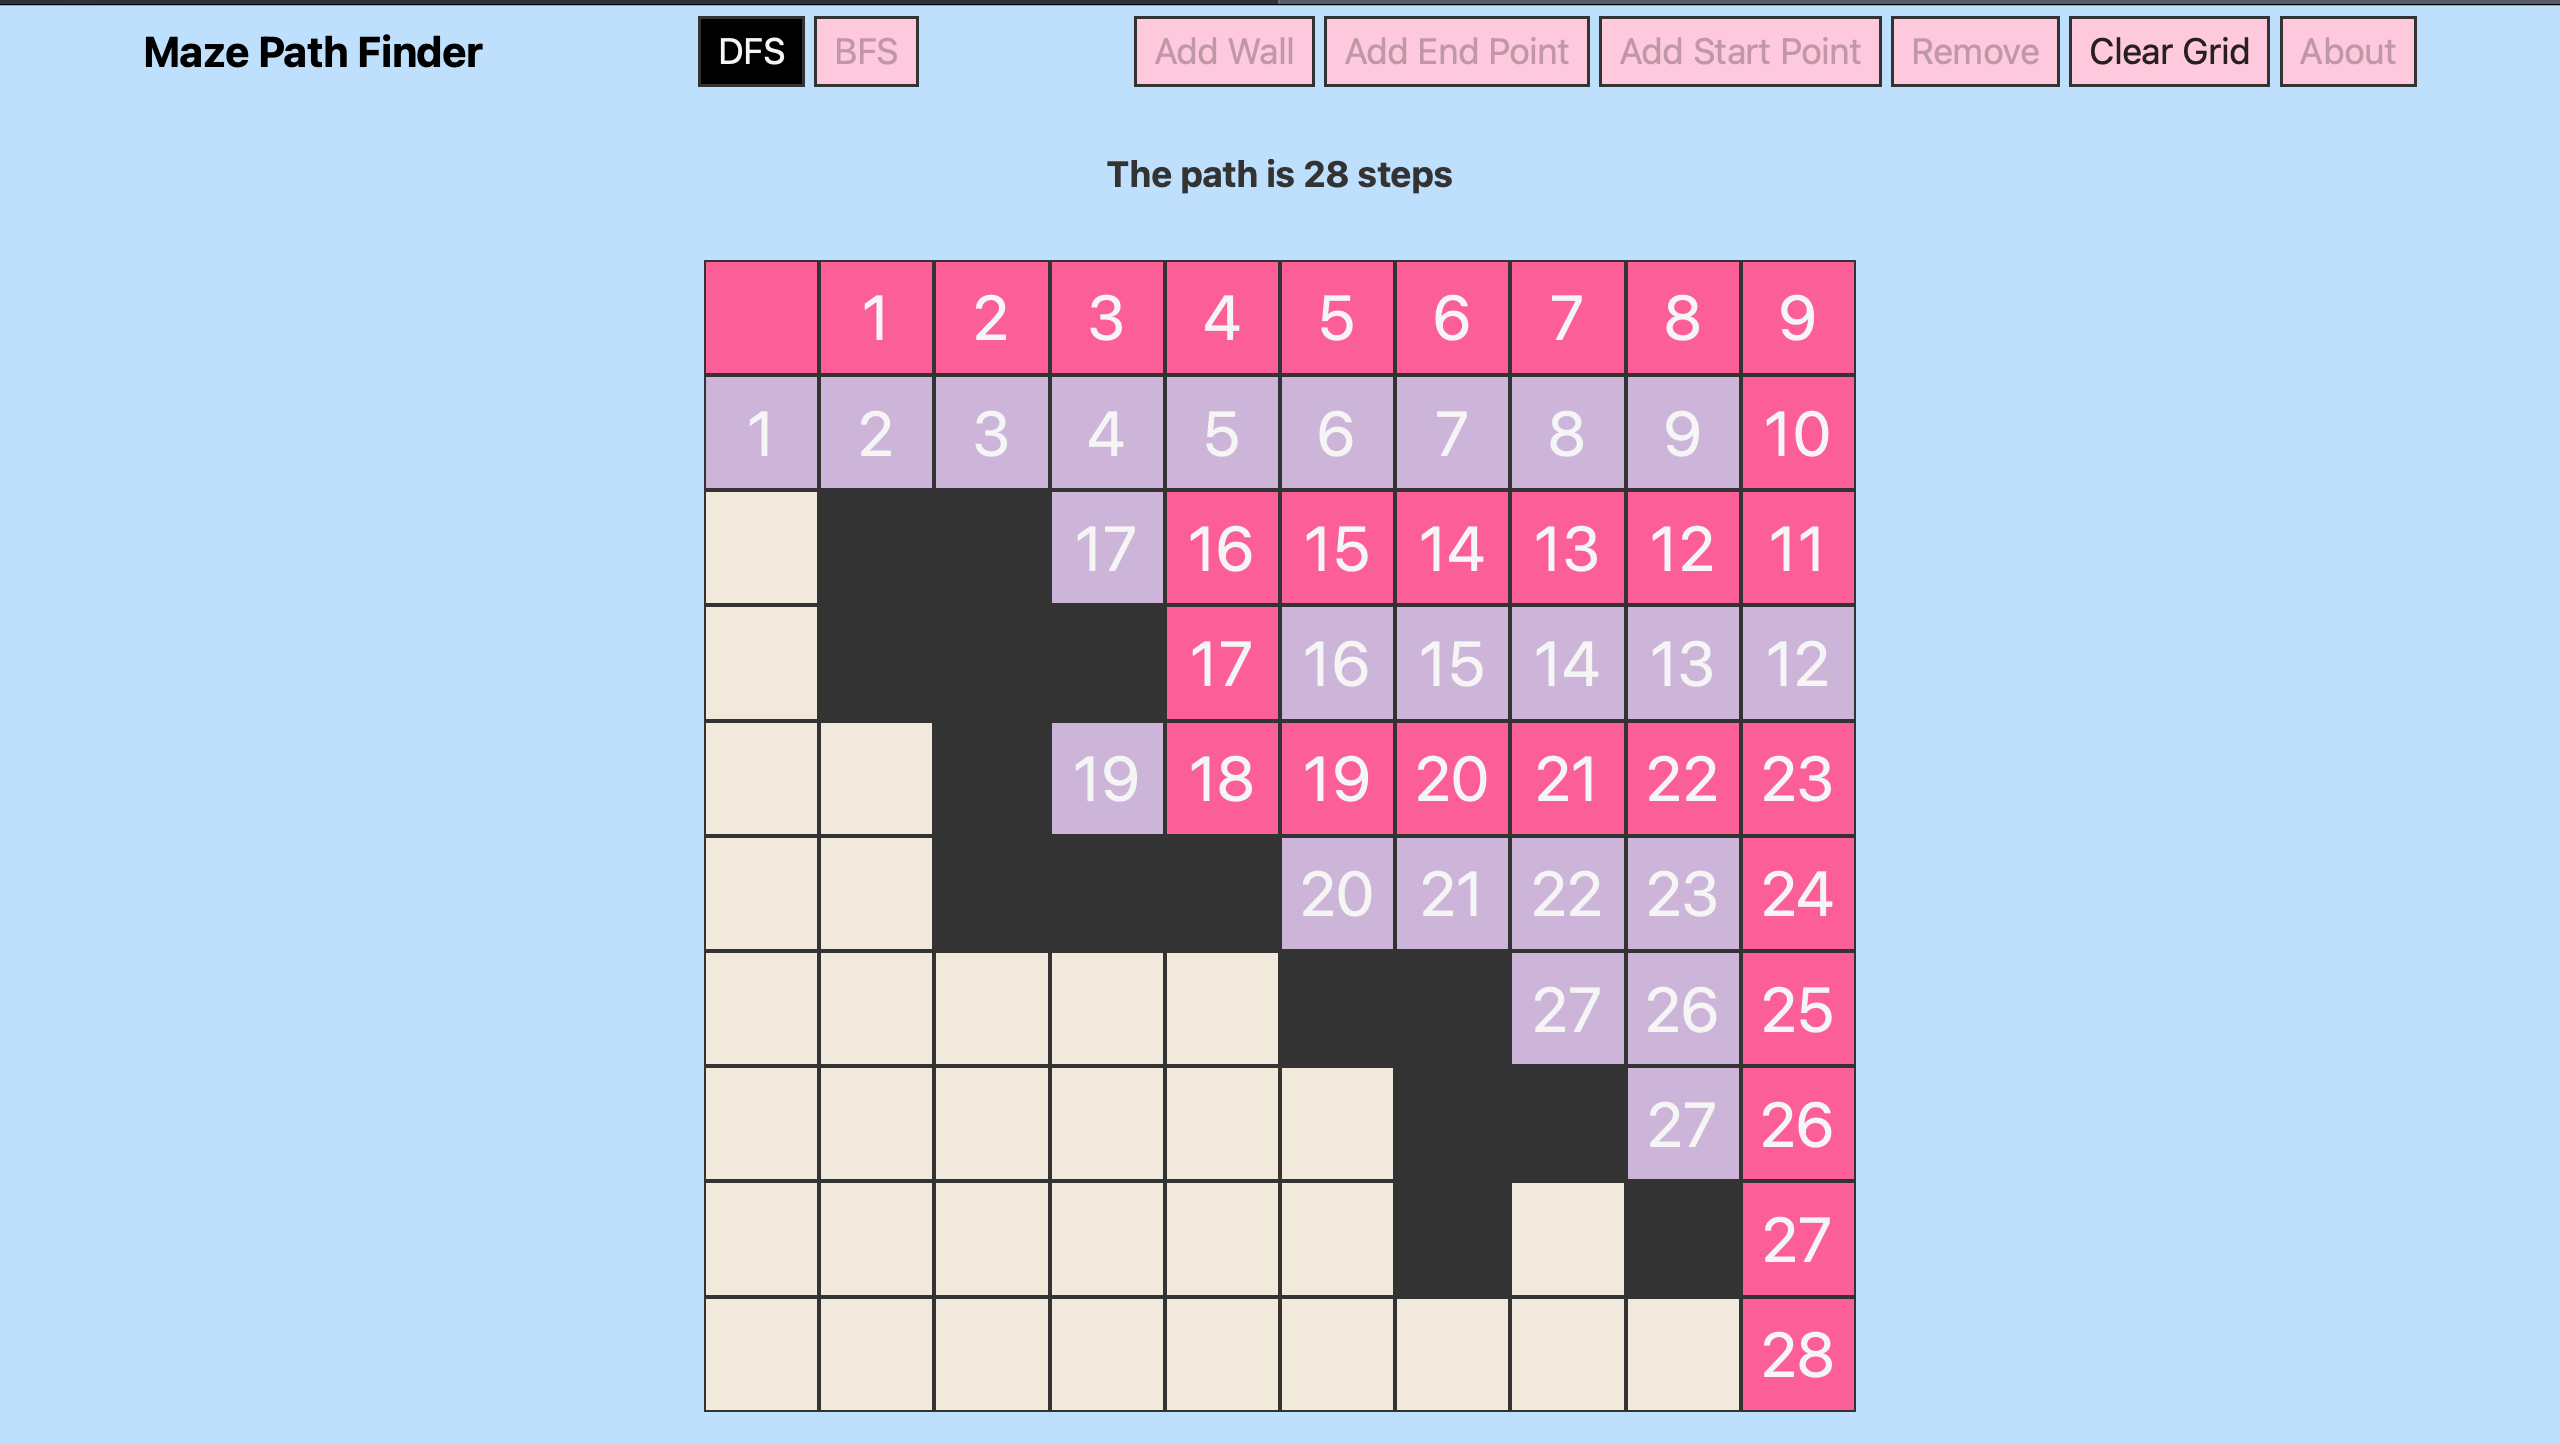 Maze Path Finder DFS BFS Add Wall Add End Point Add Start Point Remove Clear Grid About
The path is 28 steps
1 2 3 4 5 6 7 8 9
1 2 3 4 5 6 7 8 9 10
17 16 15 14 13 12 11
17 16 15 14 13 12
19 18 19 20 21 22 23
20 21 22 23 24
27 26 25
27 26
27
28